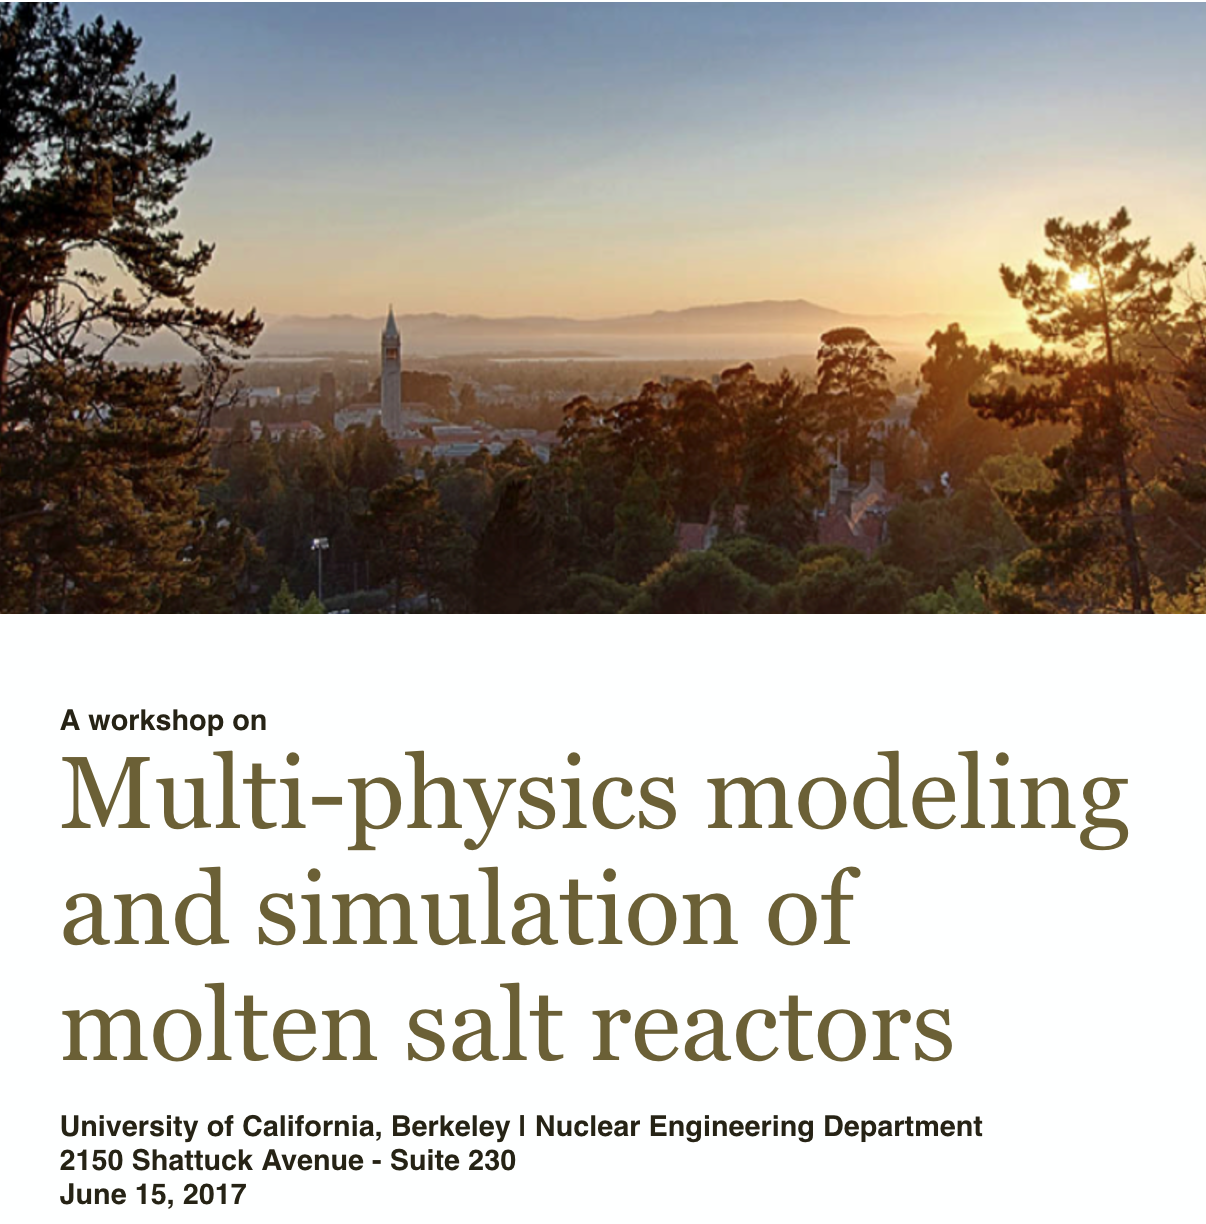 A workshop on
Multi-physics modeling
and simulation of
molten salt reactors
University of California, Berkeley | Nuclear Engineering Department
2150 Shattuck Avenue - Suite 230
June 15, 2017